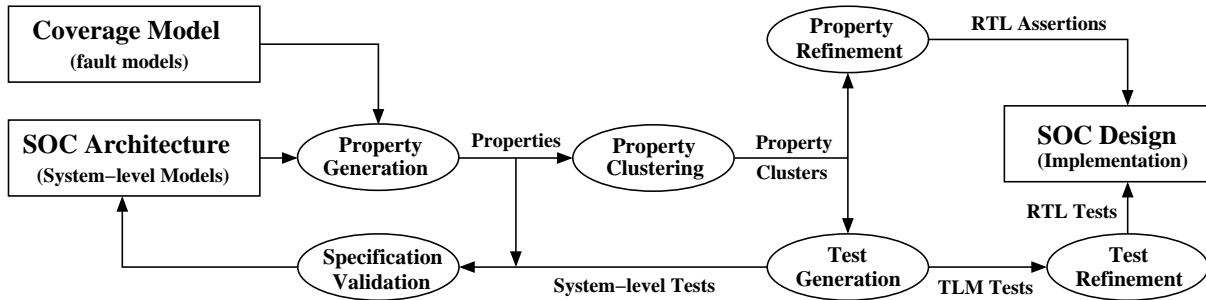 Coverage Model
(fault models)
SOC Architecture
(System−level Models)
Property
Generation
Properties
Property
Clustering
Property
Clusters
Property
Refinement
RTL Assertions
SOC Design
(Implementation)
RTL Tests
Specification
Validation
System−level Tests
Test
Generation
TLM Tests
Test
Refinement